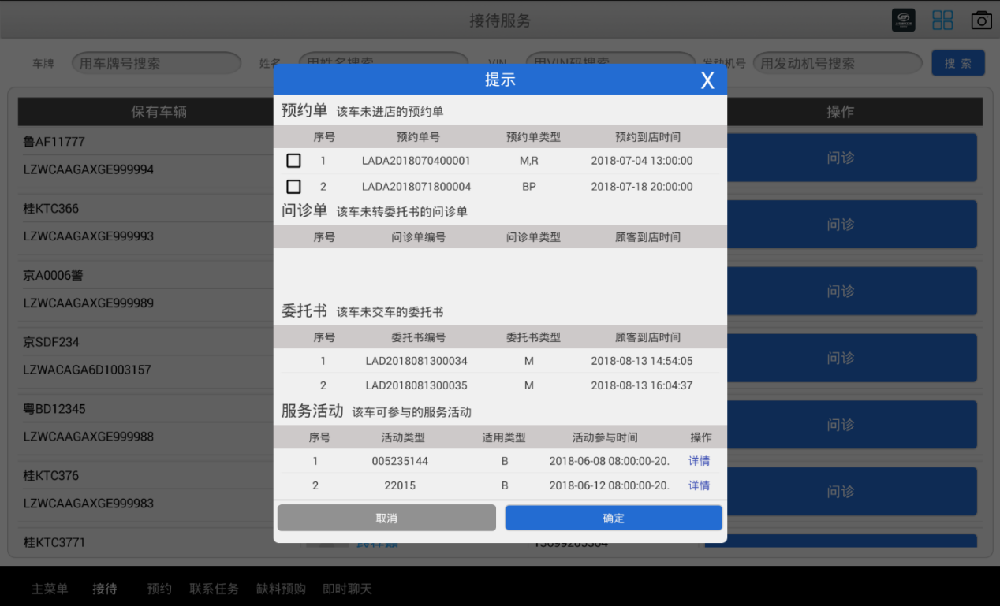 接待服务
车牌 用车牌号搜索 姓名 用姓名搜索 VIN 用VIN码搜索 发动机号 用发动机号搜索 搜 索
保有车辆 操作
鲁AF11777
LZWCAAGAXGE999994
问诊
桂KTC366
LZWCAAGAXGE999993
问诊
京A0006警
LZWCAAGAXGE999989
问诊
京SDF234
LZWACAGA6D1003157
问诊
粤BD12345
LZWCAAGAXGE999988
问诊
桂KTC376
LZWCAAGAXGE999983
问诊
桂KTC3771
提示 X
预约单 该车未进店的预约单
序号 预约单号 预约单类型 预约到店时间
1 LADA2018070400001 M,R 2018-07-04 13:00:00
2 LADA2018071800004 BP 2018-07-18 20:00:00
问诊单 该车未转委托书的问诊单
序号 问诊单编号 问诊单类型 顾客到店时间
委托书 该车未交车的委托书
序号 委托书编号 委托书类型 顾客到店时间
1 LAD2018081300034 M 2018-08-13 14:54:05
2 LAD2018081300035 M 2018-08-13 16:04:37
服务活动 该车可参与的服务活动
序号 活动类型 适用类型 活动参与时间 操作
1 005235144 B 2018-06-08 08:00:00-20. 详情
2 22015 B 2018-06-12 08:00:00-20. 详情
取消 确定
主菜单 接待 预约 联系任务 缺料预购 即时聊天